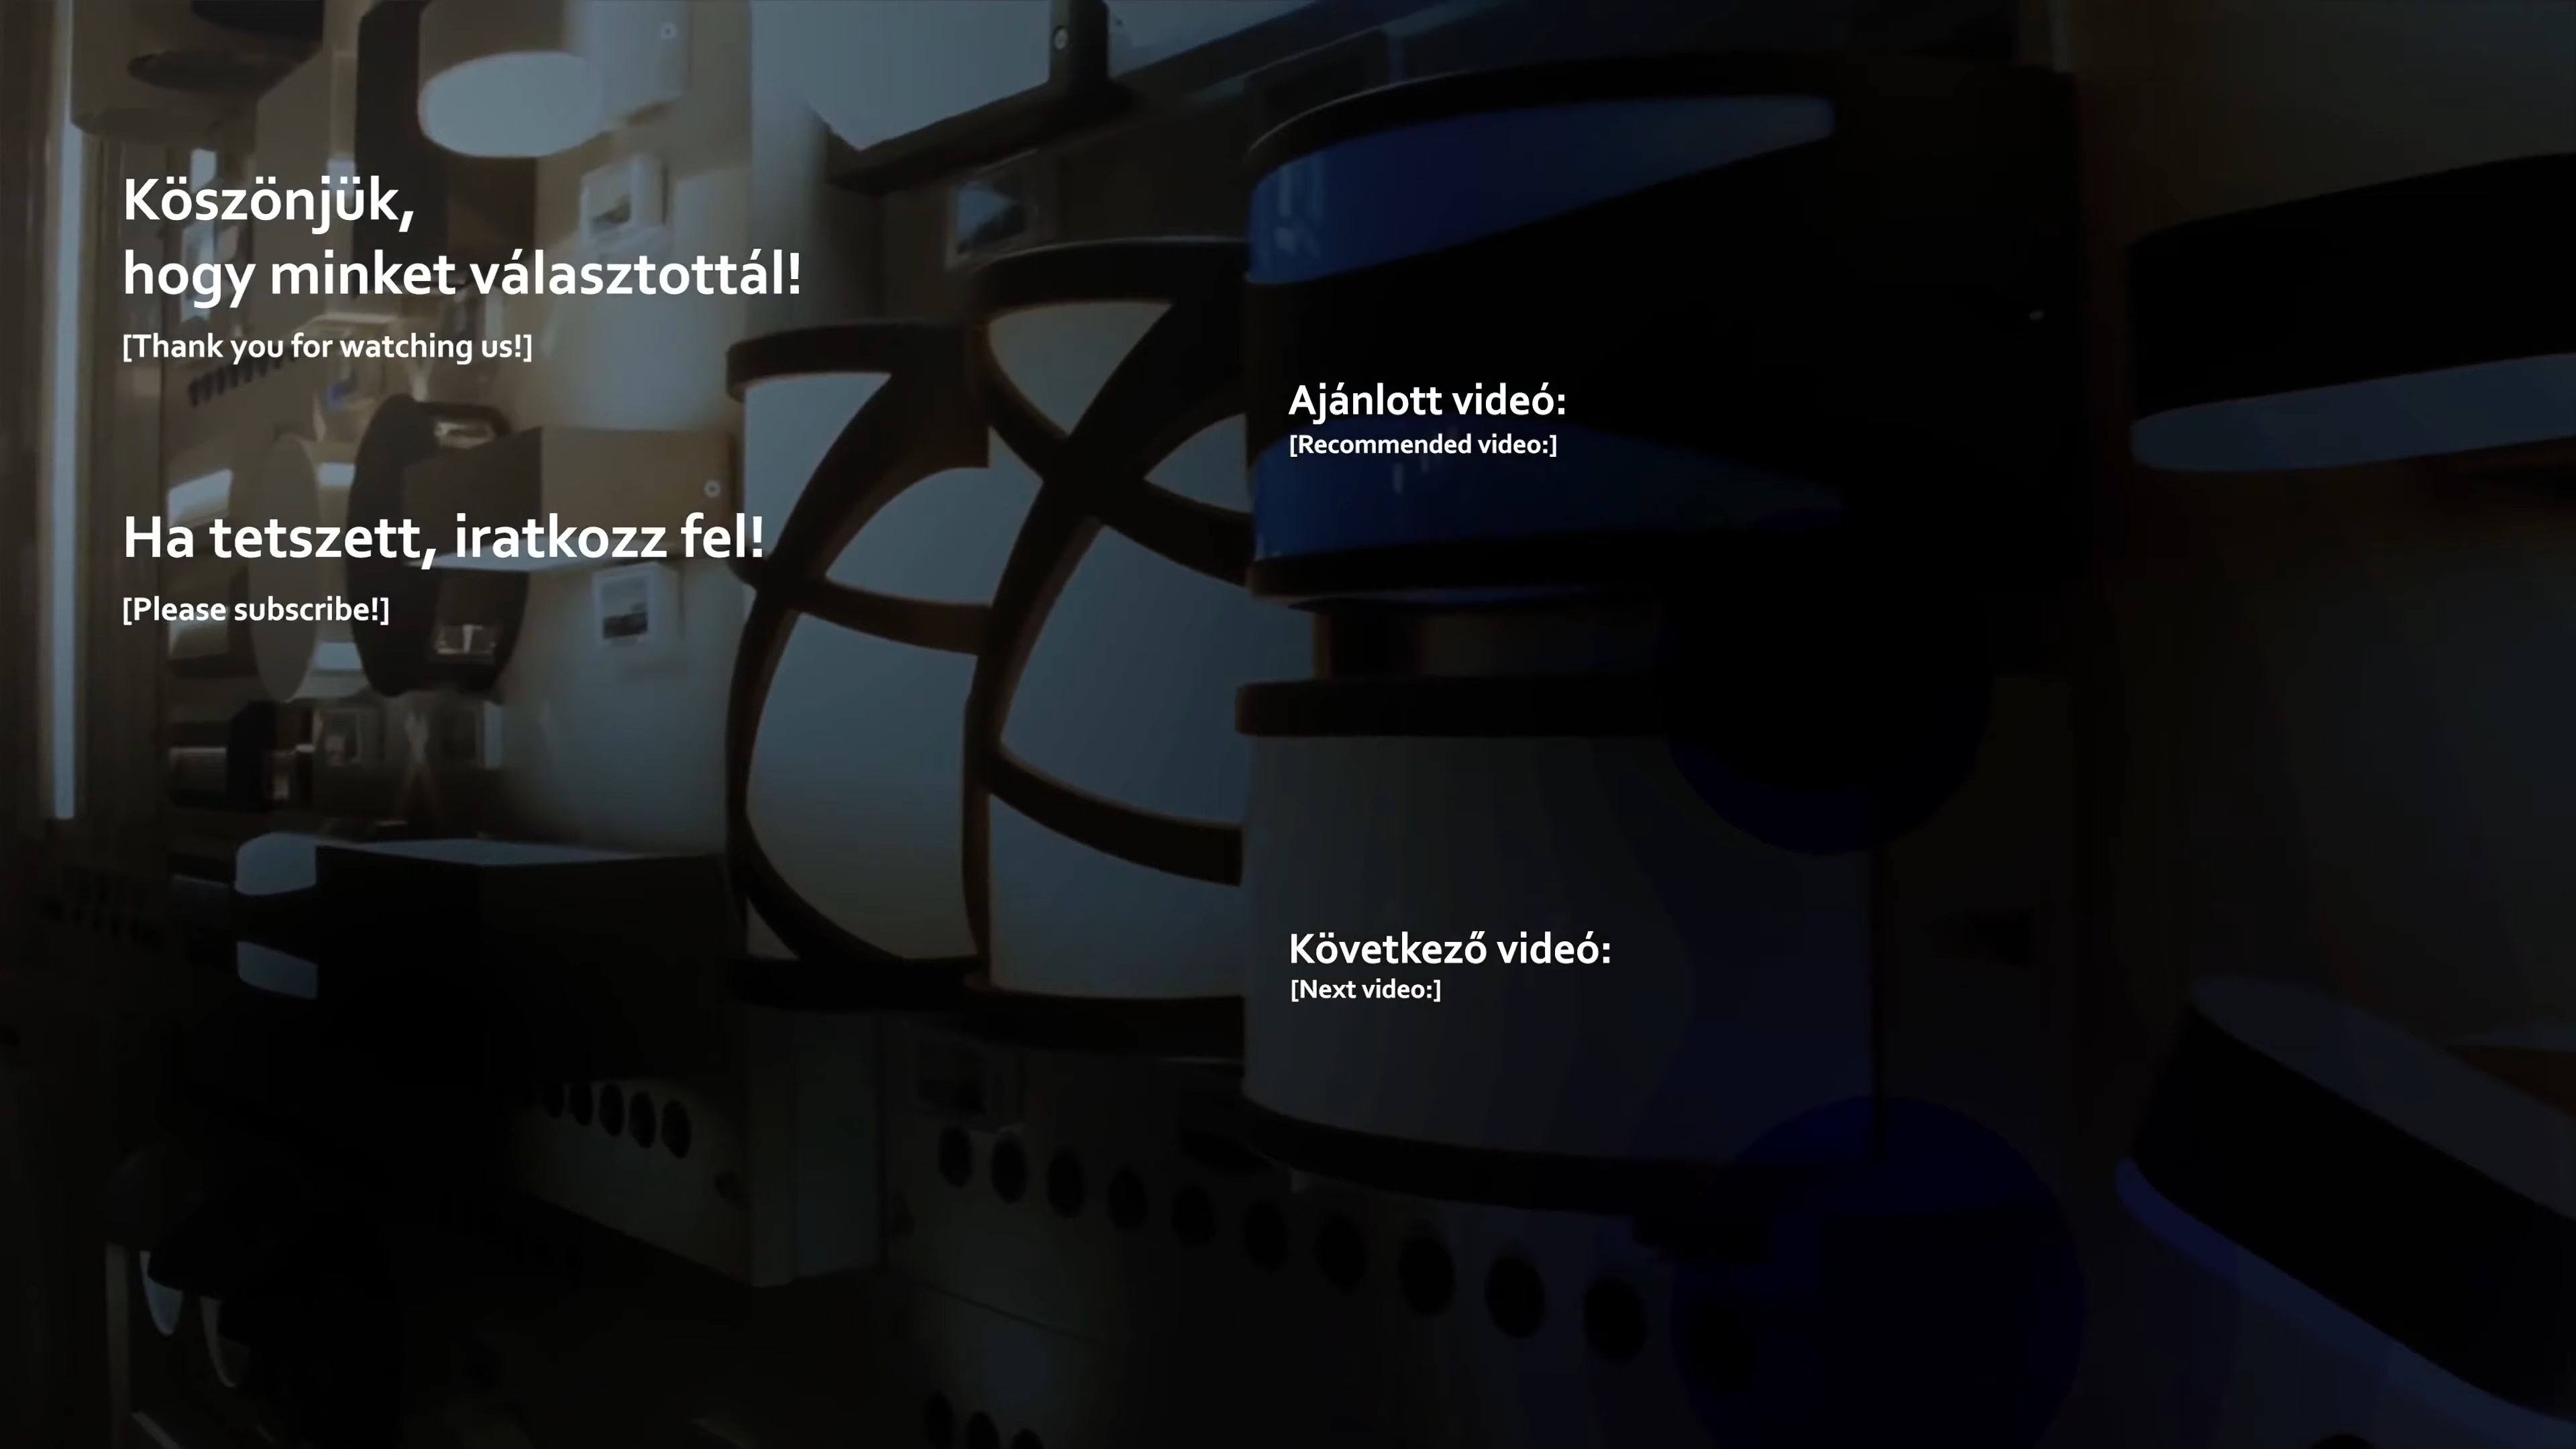 Köszönjük,
hogy minket választottál!
[Thank you for watching us!]
Ha tetszett, iratkozz fel!
[Please subscribe!]
Ajánlott videó:
[Recommended video:]
Következő videó:
[Next video:]